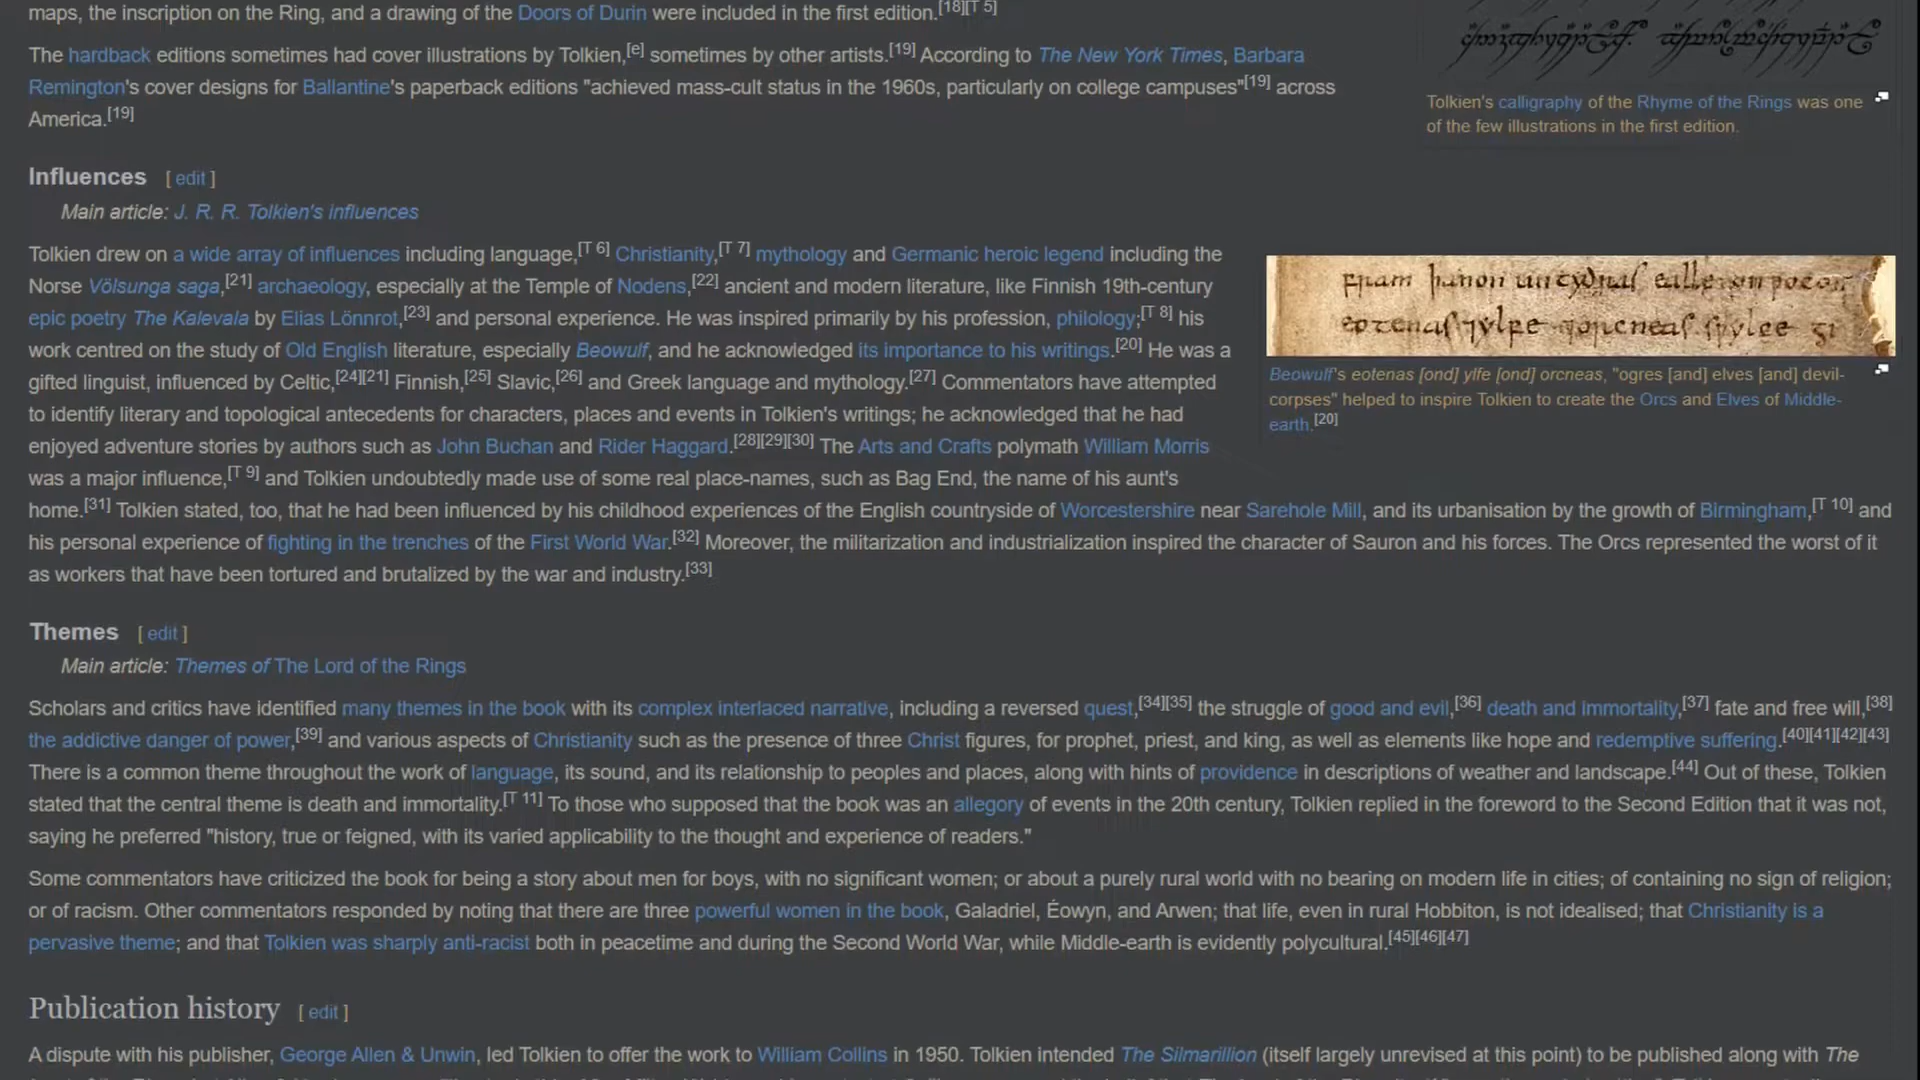 maps, the inscription on the Ring, and a drawing of the Doors of Durin were included in the first edition.[18][T 5]
The hardback editions sometimes had cover illustrations by Tolkien,[e] sometimes by other artists.[19] According to The New York Times, Barbara
Remington's cover designs for Ballantine's paperback editions "achieved mass-cult status in the 1960s, particularly on college campuses"[19] across
America.[19]
Tolkien's calligraphy of the Rhyme of the Rings was one
of the few illustrations in the first edition.
Influences [ edit ]
Main article: J. R. R. Tolkien's influences
Tolkien drew on a wide array of influences including language,[T 6] Christianity,[T 7] mythology and Germanic heroic legend including the
Norse Völsunga saga,[21] archaeology, especially at the Temple of Nodens,[22] ancient and modern literature, like Finnish 19th-century
epic poetry The Kalevala by Elias Lönnrot,[23] and personal experience. He was inspired primarily by his profession, philology;[T 8] his
work centred on the study of Old English literature, especially Beowulf, and he acknowledged its importance to his writings.[20] He was a
gifted linguist, influenced by Celtic,[24][21] Finnish,[25] Slavic,[26] and Greek language and mythology.[27] Commentators have attempted
to identify literary and topological antecedents for characters, places and events in Tolkien's writings; he acknowledged that he had
enjoyed adventure stories by authors such as John Buchan and Rider Haggard.[28][29][30] The Arts and Crafts polymath William Morris
was a major influence,[T 9] and Tolkien undoubtedly made use of some real place-names, such as Bag End, the name of his aunt's
home.[31] Tolkien stated, too, that he had been influenced by his childhood experiences of the English countryside of Worcestershire near Sarehole Mill, and its urbanisation by the growth of BIrmingham,[T 10] and
his personal experience of fighting in the trenches of the First World War.[32] Moreover, the militarization and industrialization inspired the character of Sauron and his forces. The Orcs represented the worst of it
as workers that have been tortured and brutalized by the war and industry.[33]
Beowulf's eotenas [ond] ylfe [ond] orcneas, "ogres [and] elves [and] devil-
corpses" helped to inspire Tolkien to create the Orcs and Elves of Middle-
earth.[20]
Themes [ edit ]
Main article: Themes of The Lord of the Rings
Scholars and critics have identified many themes in the book with its complex interlaced narrative, including a reversed quest,[34][35] the struggle of good and evil,[36] death and immortality,[37] fate and free will,[38]
the addictive danger of power,[39] and various aspects of Christianity such as the presence of three Christ figures, for prophet, priest, and king, as well as elements like hope and redemptive suffering.[40][41][42][43]
There is a common theme throughout the work of language, its sound, and its relationship to peoples and places, along with hints of providence in descriptions of weather and landscape.[44] Out of these, Tolkien
stated that the central theme is death and immortality.[T 11] To those who supposed that the book was an allegory of events in the 20th century, Tolkien replied in the foreword to the Second Edition that it was not,
saying he preferred "history, true or feigned, with its varied applicability to the thought and experience of readers."
Some commentators have criticized the book for being a story about men for boys, with no significant women; or about a purely rural world with no bearing on modern life in cities; of containing no sign of religion;
or of racism. Other commentators responded by noting that there are three powerful women in the book, Galadriel, Éowyn, and Arwen; that life, even in rural Hobbiton, is not idealised; that Christianity is a
pervasive theme; and that Tolkien was sharply anti-racist both in peacetime and during the Second World War, while Middle-earth is evidently polycultural.[45][46][47]
Publication history [ edit ]
A dispute with his publisher, George Allen & Unwin, led Tolkien to offer the work to William Collins in 1950. Tolkien intended The Silmarillion (itself largely unrevised at this point) to be published along with The